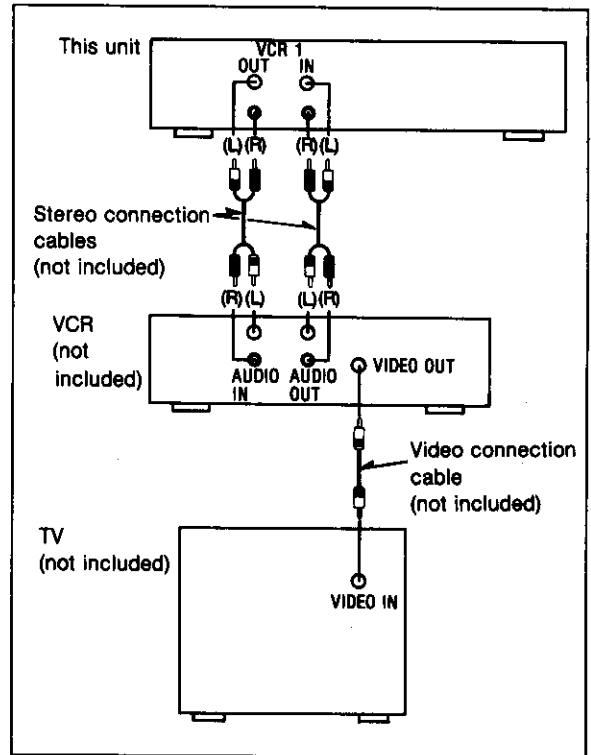 This unit
VCR 1
OUT IN
(L) (R) (R) (L)
Stereo connection
cables
(not included)
(R) (L) (L) (R)
VCR
(not
included)
AUDIO
IN
AUDIO
OUT
VIDEO OUT
Video connection
cable
(not included)
TV
(not included)
VIDEO IN